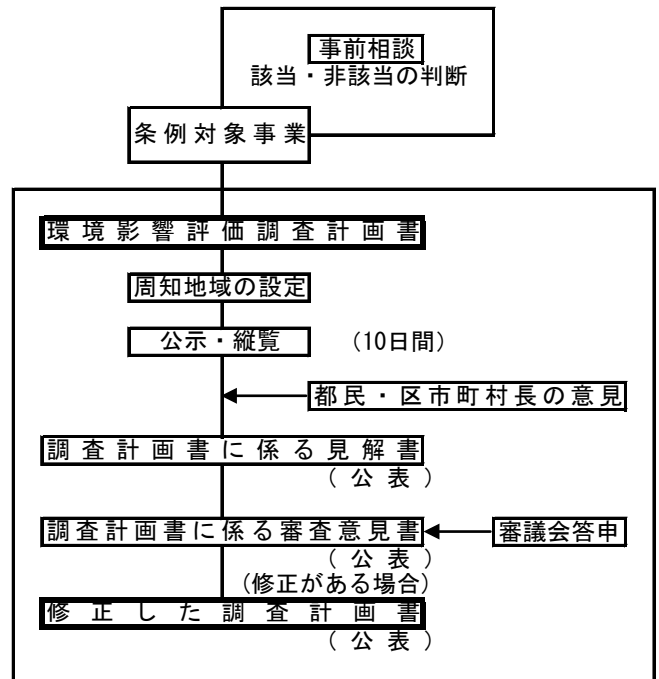 事前相談
該当・非該当の判断
条例対象事業
環境影響評価調査計画書
周知地域の設定
公示・縦覧 （10日間）
都民・区市町村長の意見
調査計画書に係る見解書
（公表）
調査計画書に係る審査意見書 審議会答申
（公表）
（修正がある場合）
修正した調査計画書
（公表）